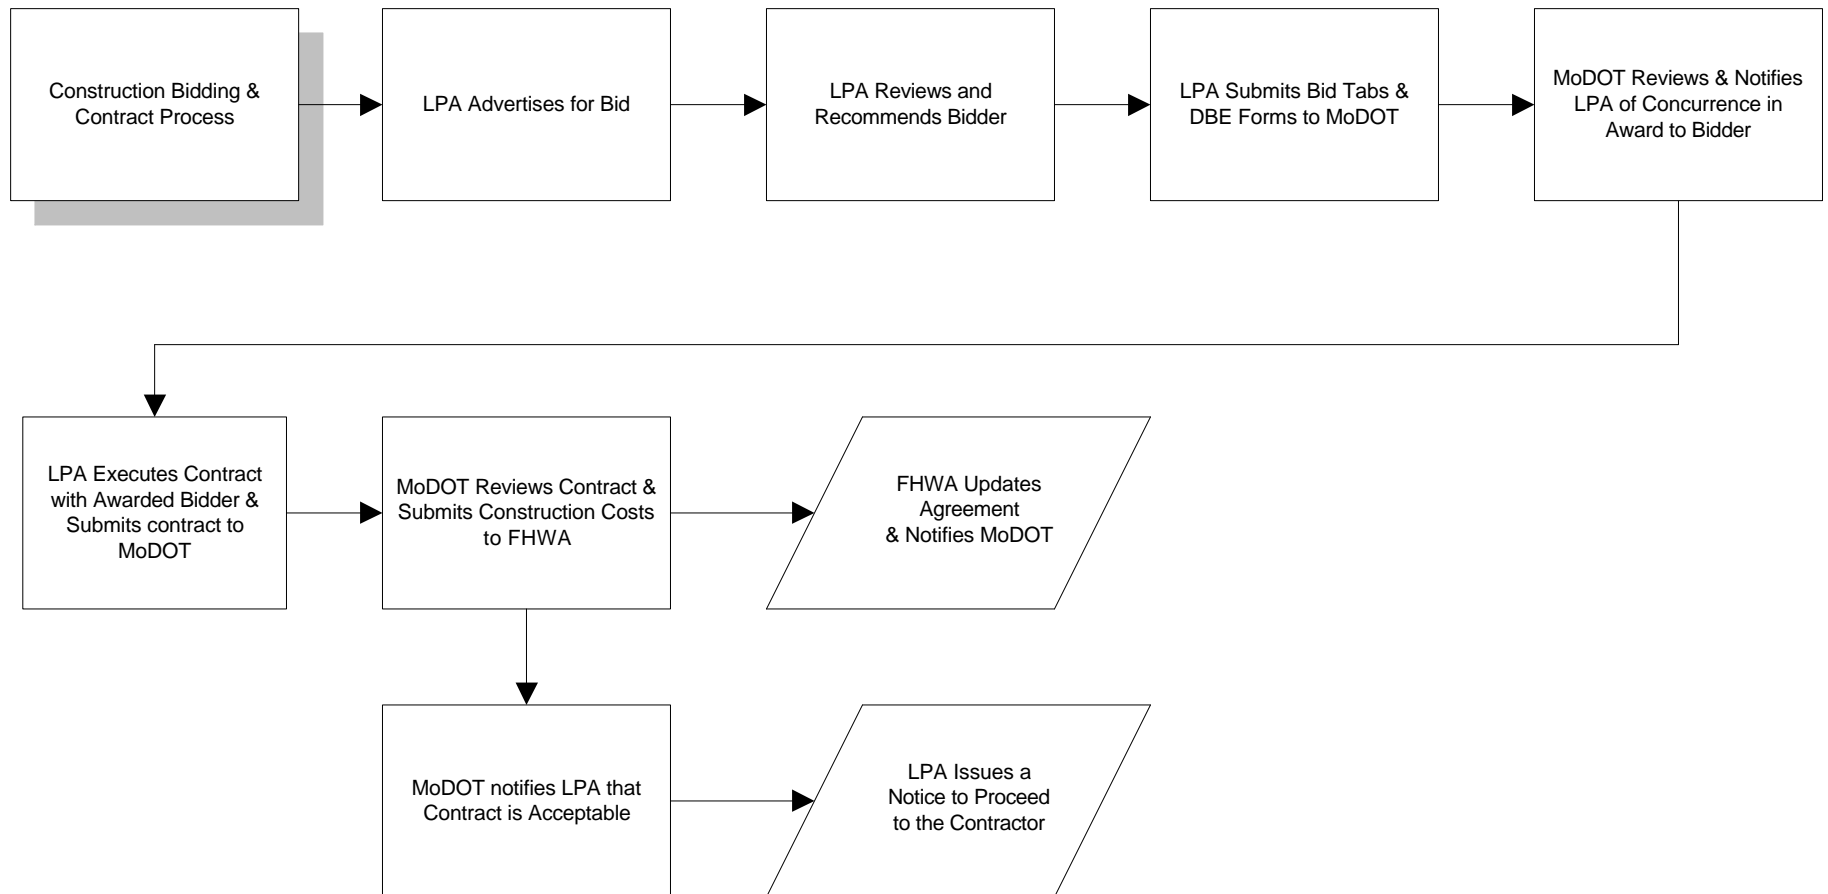 Construction Bidding &
Contract Process
LPA Advertises for Bid
LPA Reviews and
Recommends Bidder
LPA Submits Bid Tabs &
DBE Forms to MoDOT
MoDOT Reviews & Notifies
LPA of Concurrence in
Award to Bidder
LPA Executes Contract
with Awarded Bidder &
Submits contract to
MoDOT
MoDOT Reviews Contract &
Submits Construction Costs
to FHWA
FHWA Updates
Agreement
& Notifies MoDOT
MoDOT notifies LPA that
Contract is Acceptable
LPA Issues a
Notice to Proceed
to the Contractor